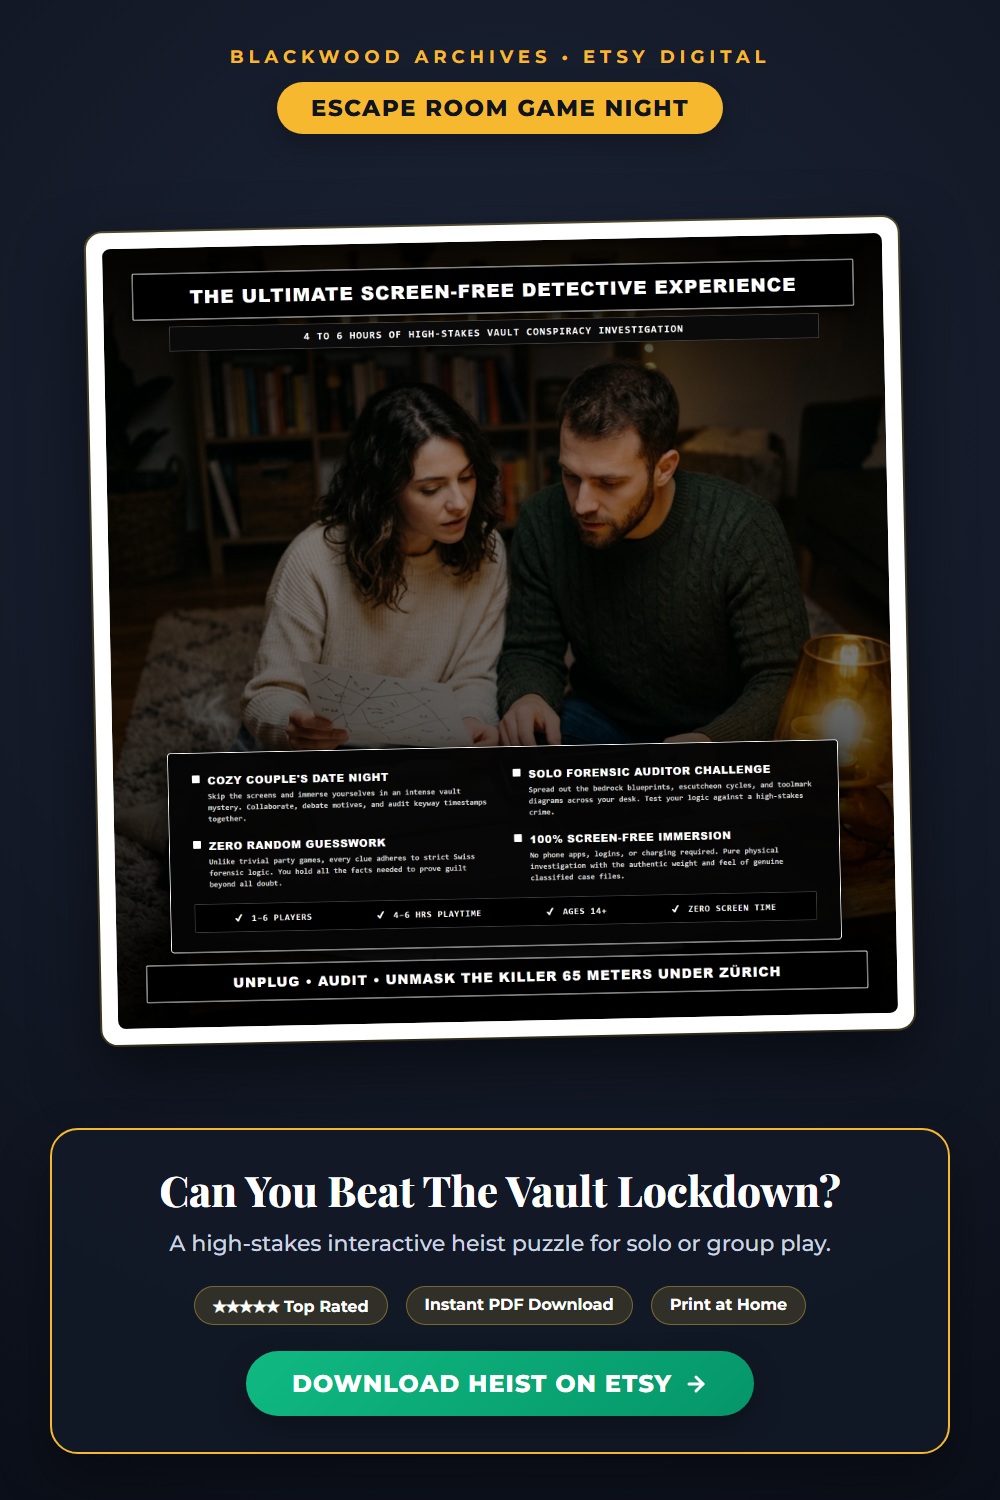 BLACKWOOD ARCHIVES • ETSY DIGITAL
ESCAPE ROOM GAME NIGHT
THE ULTIMATE SCREEN-FREE DETECTIVE EXPERIENCE
4 TO 6 HOURS OF HIGH-STAKES VAULT CONSPIRACY INVESTIGATION
COZY COUPLE'S DATE NIGHT
Skip the screens and immerse yourselves in an intense vault
mystery. Collaborate, debate motives, and audit keyway timestamps
together.
SOLO FORENSIC AUDITOR CHALLENGE
Spread out the bedrock blueprints, escutcheon cycles, and toolmark
diagrams across your desk. Test your logic against a high-stakes
crime.
ZERO RANDOM GUESSWORK
Unlike trivial party games, every clue adheres to strict Swiss
forensic logic. You hold all the facts needed to prove guilt
beyond all doubt.
100% SCREEN-FREE IMMERSION
No phone apps, logins, or charging required. Pure physical
investigation with the authentic weight and feel of genuine
classified case files.
✓ 1-6 PLAYERS ✓ 4-6 HRS PLAYTIME ✓ AGES 14+ ✓ ZERO SCREEN TIME
UNPLUG • AUDIT • UNMASK THE KILLER 65 METERS UNDER ZÜRICH
Can You Beat The Vault Lockdown?
A high-stakes interactive heist puzzle for solo or group play.
★★★★★ Top Rated Instant PDF Download Print at Home
DOWNLOAD HEIST ON ETSY →